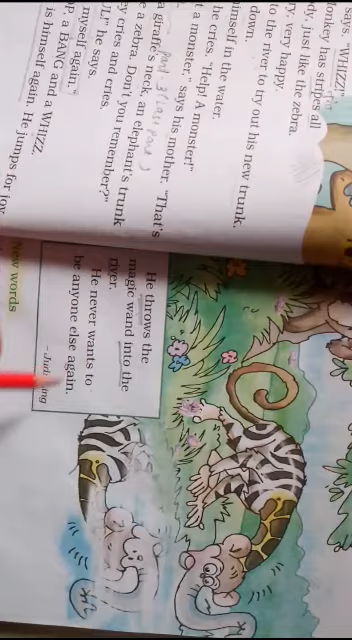 says. "WHIZZ!"
onkey has stripes all
dy. Just like the zebra.
ry, very happy.
to the river to try out his new trunk.
down.
imself in the water.
he cries. "Help! A monster!"
t a monster," says his mother. "That's
a giraffe's neck, an elephant's trunk
e a zebra. Don't you remember?"
ey cries and cries.
he says.
myself again."
a BANG and a WHIZZ.
is himself again. He jumps for joy
He throws the
magic wand into the
river.
He never wants to
be anyone else again.
New words